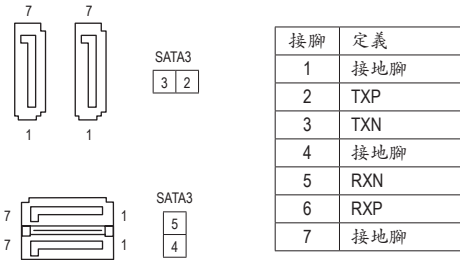 7 7
SATA3
3 2
1 1
SATA3
7 1
5
7 1
4
接腳 定義
1 接地腳
2 TXP
3 TXN
4 接地腳
5 RXN
6 RXP
7 接地腳